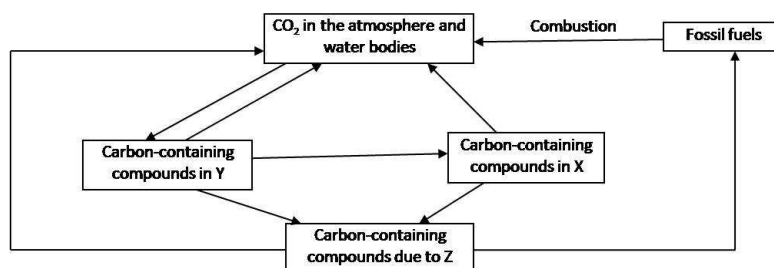 CO₂ in the atmosphere and
water bodies
Combustion
Fossil fuels
Carbon-containing
compounds in Y
Carbon-containing
compounds in X
Carbon-containing
compounds due to Z